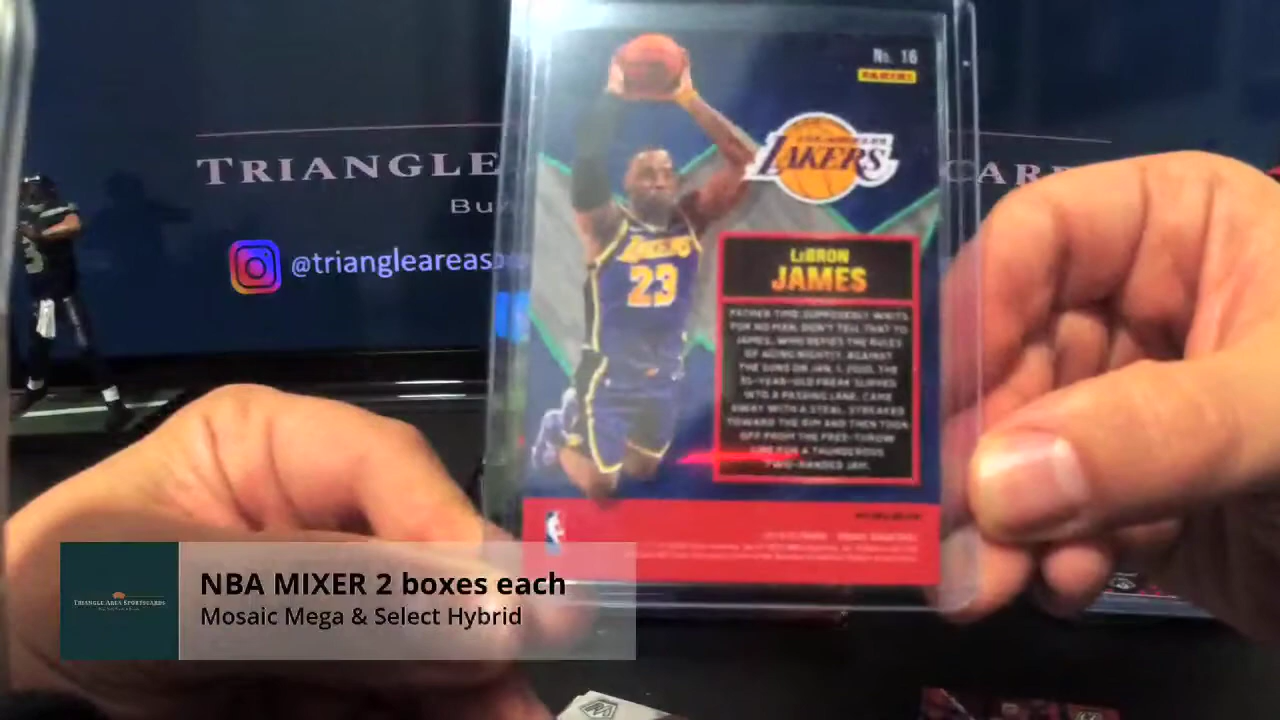 No. 16
PANINI
TRIANGLE
CAR
Bu
@triangleareas
LAKERS
LAKERS
23
LeBRON
JAMES
FATHER TIME SUPPOSEDLY WAITS
FOR NO MAN. DON'T TELL THAT TO
JAMES, WHO DEFIES THE RULES
OF AGING NIGHTLY. AGAINST
THE SUNS ON JAN. 1, 2020, THE
35-YEAR-OLD FREAK SLIPPED
INTO A PASSING LANE, CAME
AWAY WITH A STEAL, STREAKED
TOWARD THE RIM AND THEN TOOK
OFF FROM THE FREE-THROW
LINE FOR A THUNDEROUS
TWO-HANDED JAM.
TRIANGLE AREA SPORTSCARDS
NBA MIXER 2 boxes each
Mosaic Mega & Select Hybrid